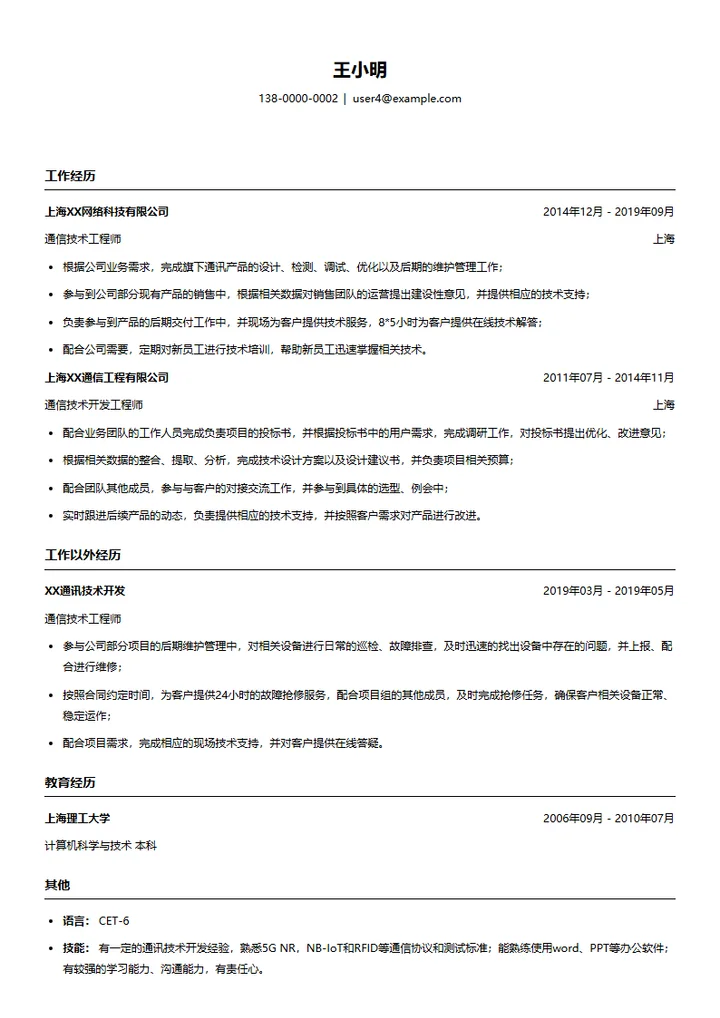 王小明
138-0000-0002 | user4@example.com
工作经历
上海XX网络科技有限公司 2014年12月 - 2019年09月
通信技术工程师 上海
• 根据公司业务需求，完成旗下通讯产品的设计、检测、调试、优化以及后期的维护管理工作；
• 参与到公司部分现有产品的销售中，根据相关数据对销售团队的运营提出建设性意见，并提供相应的技术支持；
• 负责参与到产品的后期交付工作中，并现场为客户提供技术服务，8*5小时为客户提供在线技术解答；
• 配合公司需要，定期对新员工进行技术培训，帮助新员工迅速掌握相关技术。
上海XX通信工程有限公司 2011年07月 - 2014年11月
通信技术开发工程师 上海
• 配合业务团队的工作人员完成负责项目的投标书，并根据投标书中的用户需求，完成调研工作，对投标书提出优化、改进意见；
• 根据相关数据的整合、提取、分析，完成技术设计方案以及设计建议书，并负责项目相关预算；
• 配合团队其他成员，参与与客户的对接交流工作，并参与到具体的选型、例会中；
• 实时跟进后续产品的动态，负责提供相应的技术支持，并按照客户需求对产品进行改进。
工作以外经历
XX通讯技术开发 2019年03月 - 2019年05月
通信技术工程师
• 参与公司部分项目的后期维护管理中，对相关设备进行日常的巡检、故障排查，及时迅速的找出设备中存在的问题，并上报、配
合进行维修；
• 按照合同约定时间，为客户提供24小时的故障抢修服务，配合项目组的其他成员，及时完成抢修任务，确保客户相关设备正常、
稳定运作；
• 配合项目需求，完成相应的现场技术支持，并对客户提供在线答疑。
教育经历
上海理工大学 2006年09月 - 2010年07月
计算机科学与技术 本科
其他
• 语言： CET-6
• 技能： 有一定的通讯技术开发经验，熟悉5G NR，NB-IoT和RFID等通信协议和测试标准；能熟练使用word、PPT等办公软件；
有较强的学习能力、沟通能力，有责任心。